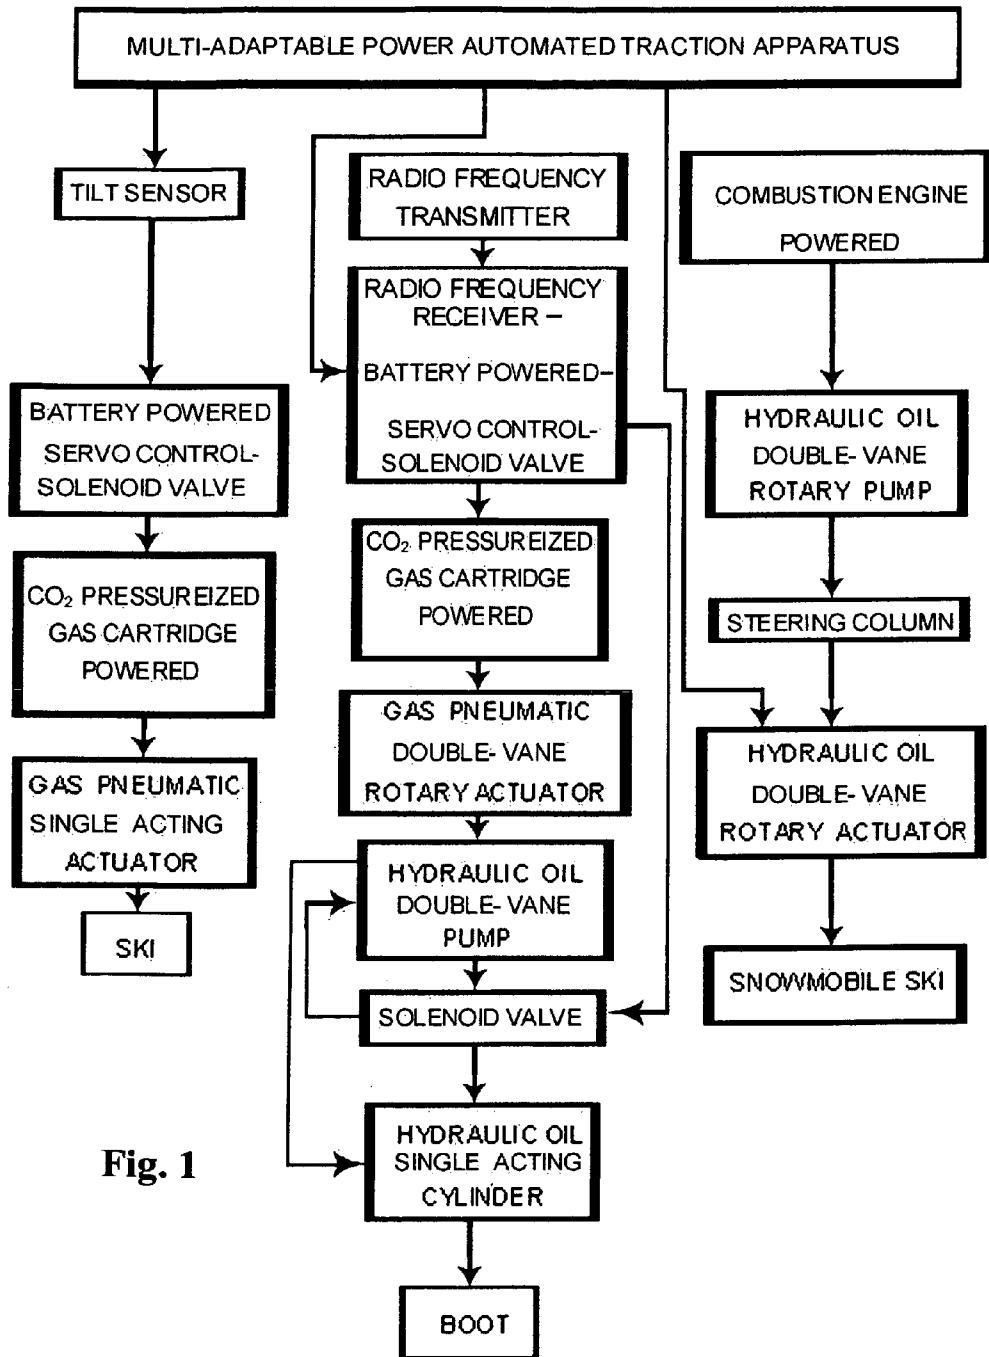 MULTI-ADAPTABLE POWER AUTOMATED TRACTION APPARATUS
TILT SENSOR
BATTERY POWERED
SERVO CONTROL-
SOLENOID VALVE
CO₂ PRESSUREIZED
GAS CARTRIDGE
POWERED
GAS PNEUMATIC
SINGLE ACTING
ACTUATOR
SKI
RADIO FREQUENCY
TRANSMITTER
RADIO FREQUENCY
RECEIVER –
BATTERY POWERED–
SERVO CONTROL-
SOLENOID VALVE
CO₂ PRESSUREIZED
GAS CARTRIDGE
POWERED
GAS PNEUMATIC
DOUBLE-VANE
ROTARY ACTUATOR
HYDRAULIC OIL
DOUBLE-VANE
PUMP
SOLENOID VALVE
HYDRAULIC OIL
SINGLE ACTING
CYLINDER
BOOT
COMBUSTION ENGINE
POWERED
HYDRAULIC OIL
DOUBLE-VANE
ROTARY PUMP
STEERING COLUMN
HYDRAULIC OIL
DOUBLE-VANE
ROTARY ACTUATOR
SNOWMOBILE SKI
Fig. 1